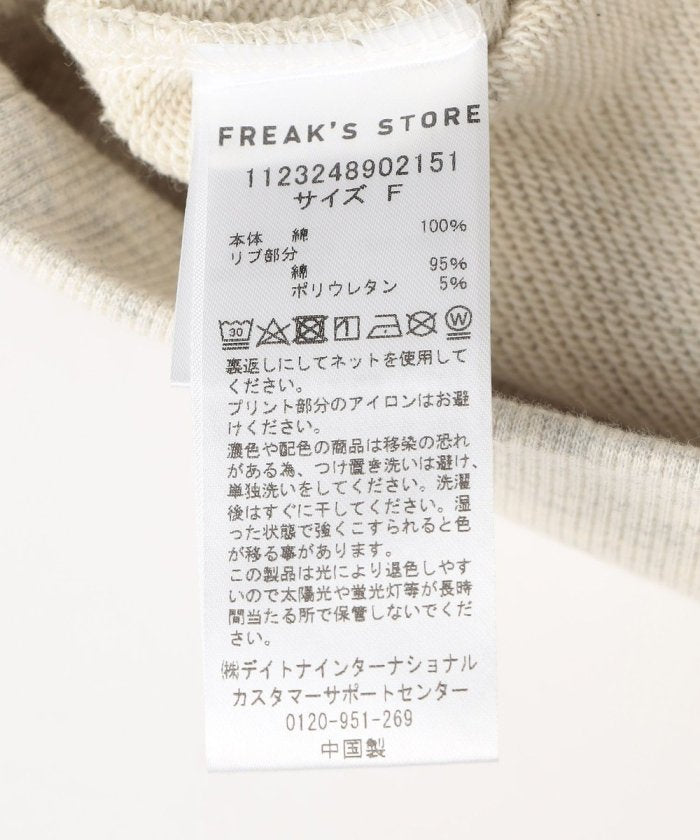 FREAK'S STORE
1123248902151
サイズ F
本体 綿 100%
リブ部分
綿 95%
ポリウレタン 5%
30
W
裏返しにしてネットを使用して
ください。
プリント部分のアイロンはお避
けください。
濃色や配色の商品は移染の恐れ
がある為、つけ置き洗いは避け、
単独洗いをしてください。洗濯
後はすぐに干してください。湿
った状態で強くこすられると色
が移る事があります。
この製品は光により退色しやす
いので太陽光や蛍光灯等が長時
間当たる所で保管しないでくだ
さい。
㈱デイトナインターナショナル
カスタマーサポートセンター
0120-951-269
中国製